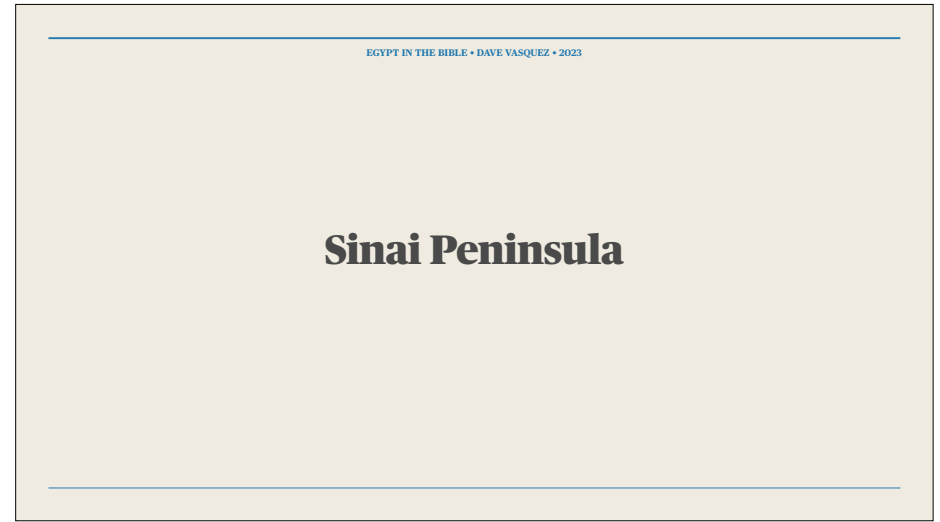 EGYPT IN THE BIBLE • DAVE VASQUEZ • 2023
Sinai Peninsula